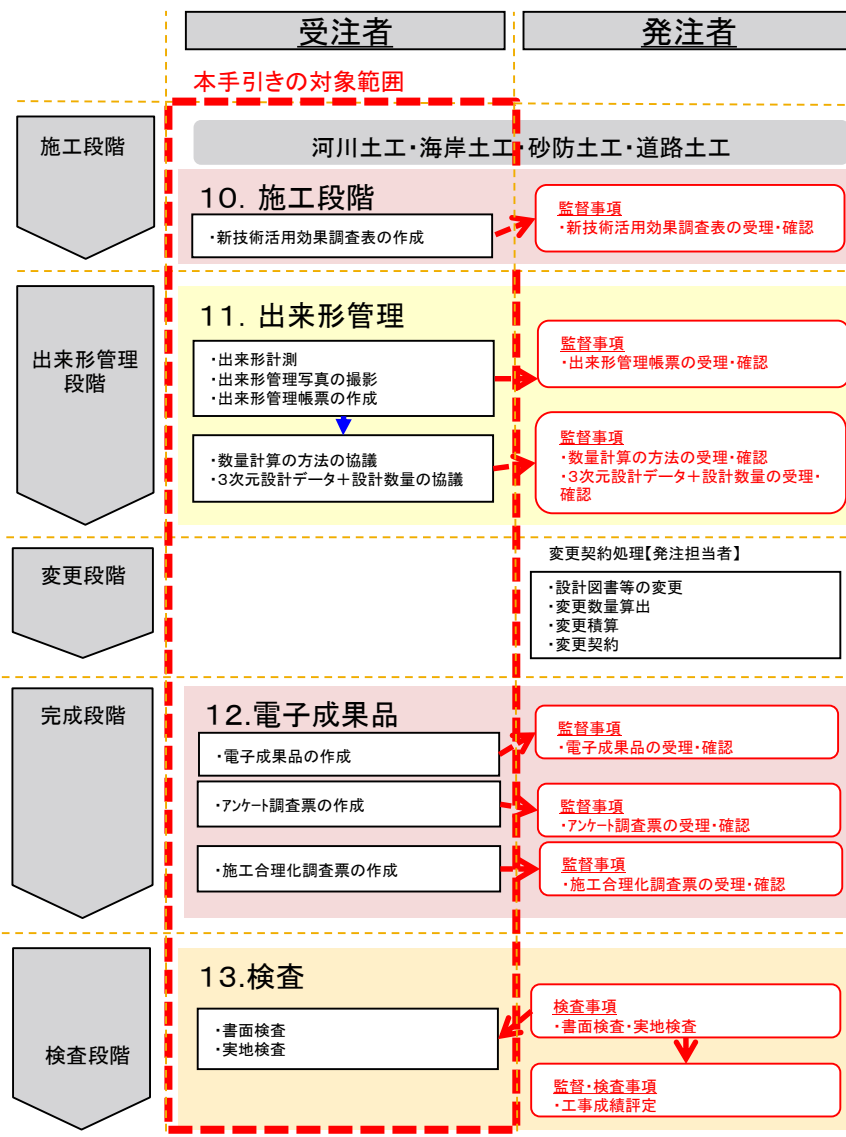 受注者
発注者
本手引きの対象範囲
施工段階
河川土工・海岸土工・砂防土工・道路土工
10．施工段階
・新技術活用効果調査表の作成
監督事項
・新技術活用効果調査表の受理・確認
出来形管理
段階
11．出来形管理
・出来形計測
・出来形管理写真の撮影
・出来形管理帳票の作成
監督事項
・出来形管理帳票の受理・確認
・数量計算の方法の協議
・３次元設計データ＋設計数量の協議
監督事項
・数量計算の方法の受理・確認
・３次元設計データ＋設計数量の受理・
確認
変更段階
変更契約処理【発注担当者】
・設計図書等の変更
・変更数量算出
・変更積算
・変更契約
完成段階
12.電子成果品
・電子成果品の作成
監督事項
・電子成果品の受理・確認
・ｱﾝｹｰﾄ調査票の作成
監督事項
・ｱﾝｹｰﾄ調査票の受理・確認
・施工合理化調査票の作成
監督事項
・施工合理化調査票の受理・確認
検査段階
13.検査
・書面検査
・実地検査
検査事項
・書面検査・実地検査
監督・検査事項
・工事成績評定